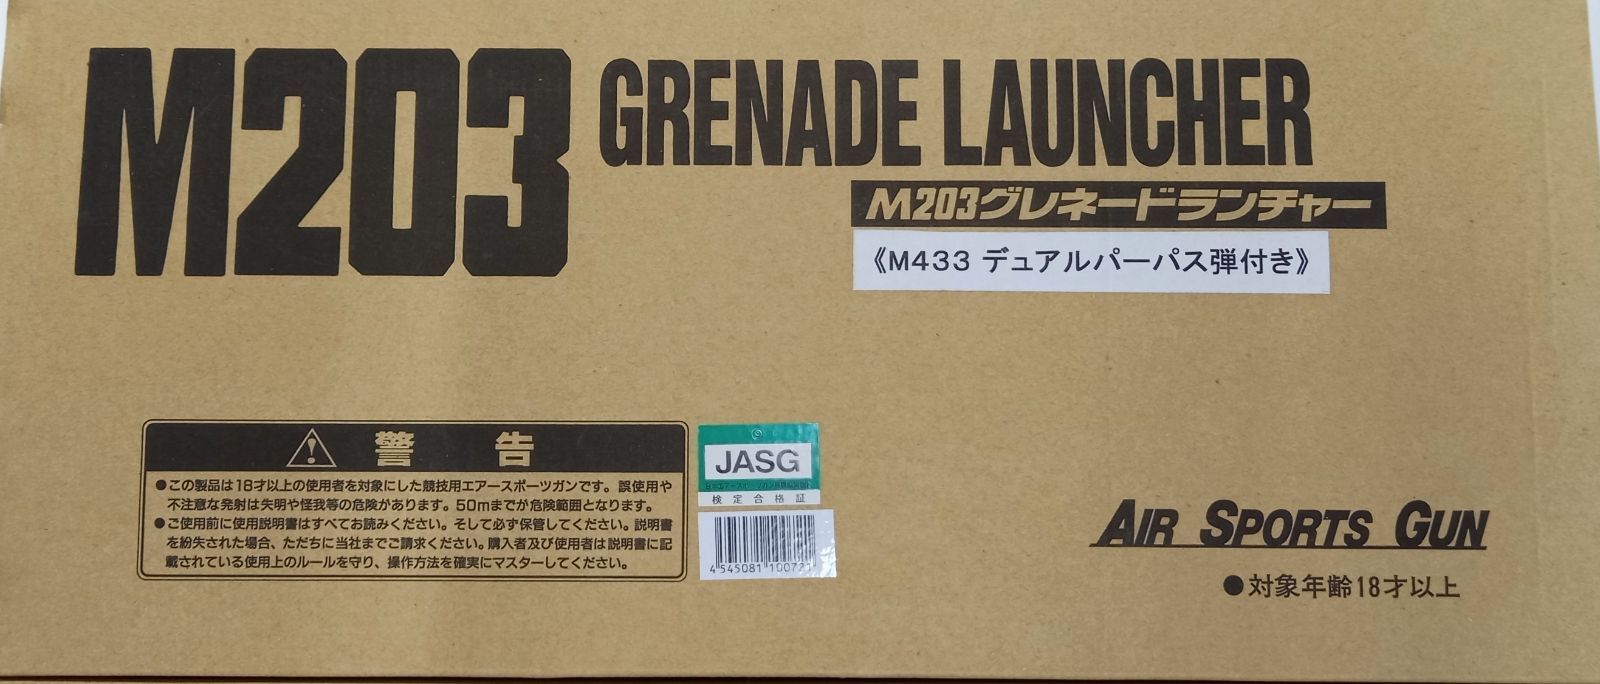 M203
GRENADE LAUNCHER
M203グレネードランチャー
《M433 デュアルパーパス弾付き》
警告
●この製品は18才以上の使用者を対象にした競技用エアースポーツガンです。誤使用や
不注意な発射は失明や怪我等の危険があります。50mまでが危険範囲となります。
●ご使用前に使用説明書はすべてお読みください。そして必ず保管してください。説明書
を紛失された場合、ただちに当社までご請求ください。購入者及び使用者は説明書に記
載されている使用上のルールを守り、操作方法を確実にマスターしてください。
JASG
検定合格証
4 545081 100721
AIR SPORTS GUN
●対象年齢18才以上